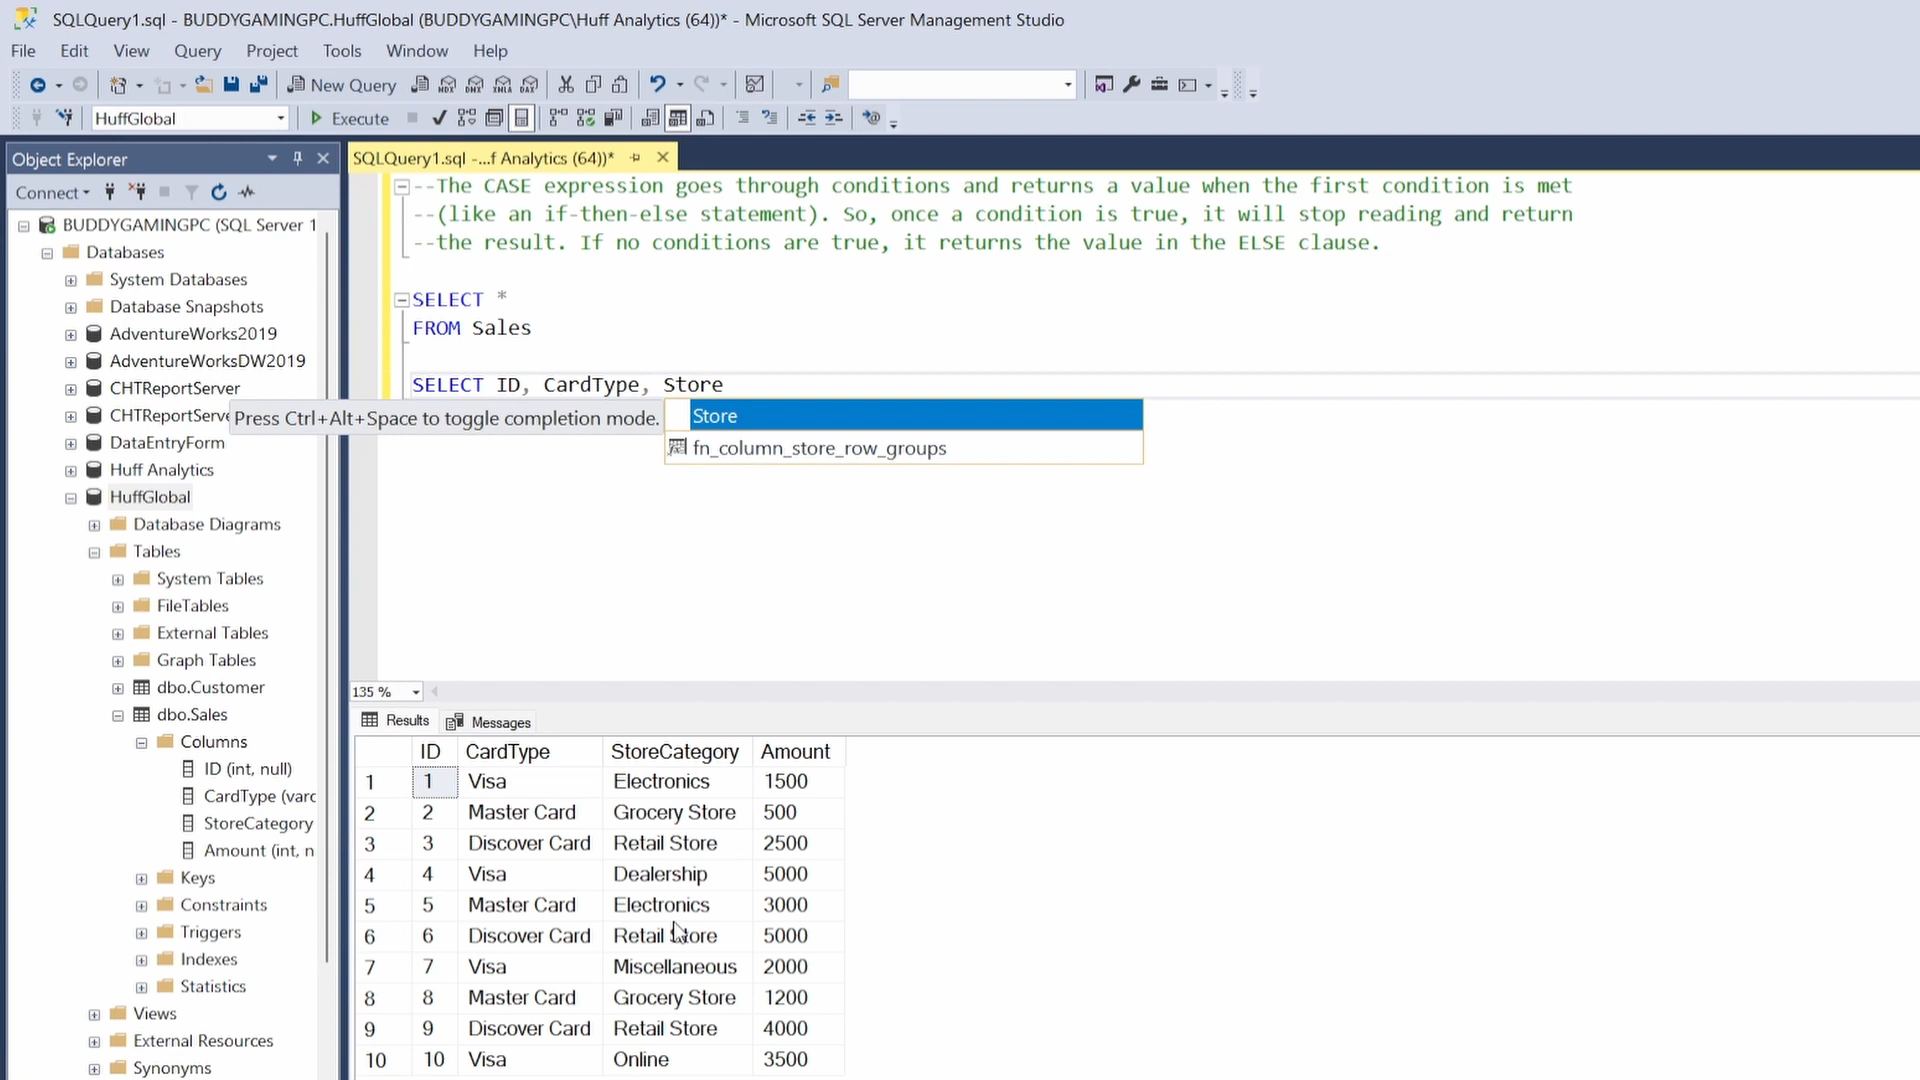 SQLQuery1.sql - BUDDYGAMINGPC.HuffGlobal (BUDDYGAMINGPC\Huff Analytics (64))* - Microsoft SQL Server Management Studio
File Edit View Query Project Tools Window Help
New Query MDX DMX XMLA DAX
HuffGlobal Execute
Object Explorer
Connect
BUDDYGAMINGPC (SQL Server 1
Databases
System Databases
Database Snapshots
AdventureWorks2019
AdventureWorksDW2019
CHTReportServer
CHTReportServe
DataEntryForm
Huff Analytics
HuffGlobal
Database Diagrams
Tables
System Tables
FileTables
External Tables
Graph Tables
dbo.Customer
dbo.Sales
Columns
ID (int, null)
CardType (varc
StoreCategory
Amount (int, n
Keys
Constraints
Triggers
Indexes
Statistics
Views
External Resources
Synonyms
SQLQuery1.sql -...f Analytics (64))*
--The CASE expression goes through conditions and returns a value when the first condition is met
--(like an if-then-else statement). So, once a condition is true, it will stop reading and return
--the result. If no conditions are true, it returns the value in the ELSE clause.
SELECT *
FROM Sales
SELECT ID, CardType, Store
Press Ctrl+Alt+Space to toggle completion mode.
Store
fn_column_store_row_groups
135 %
Results Messages
ID CardType StoreCategory Amount
1 1 Visa Electronics 1500
2 2 Master Card Grocery Store 500
3 3 Discover Card Retail Store 2500
4 4 Visa Dealership 5000
5 5 Master Card Electronics 3000
6 6 Discover Card Retail Store 5000
7 7 Visa Miscellaneous 2000
8 8 Master Card Grocery Store 1200
9 9 Discover Card Retail Store 4000
10 10 Visa Online 3500